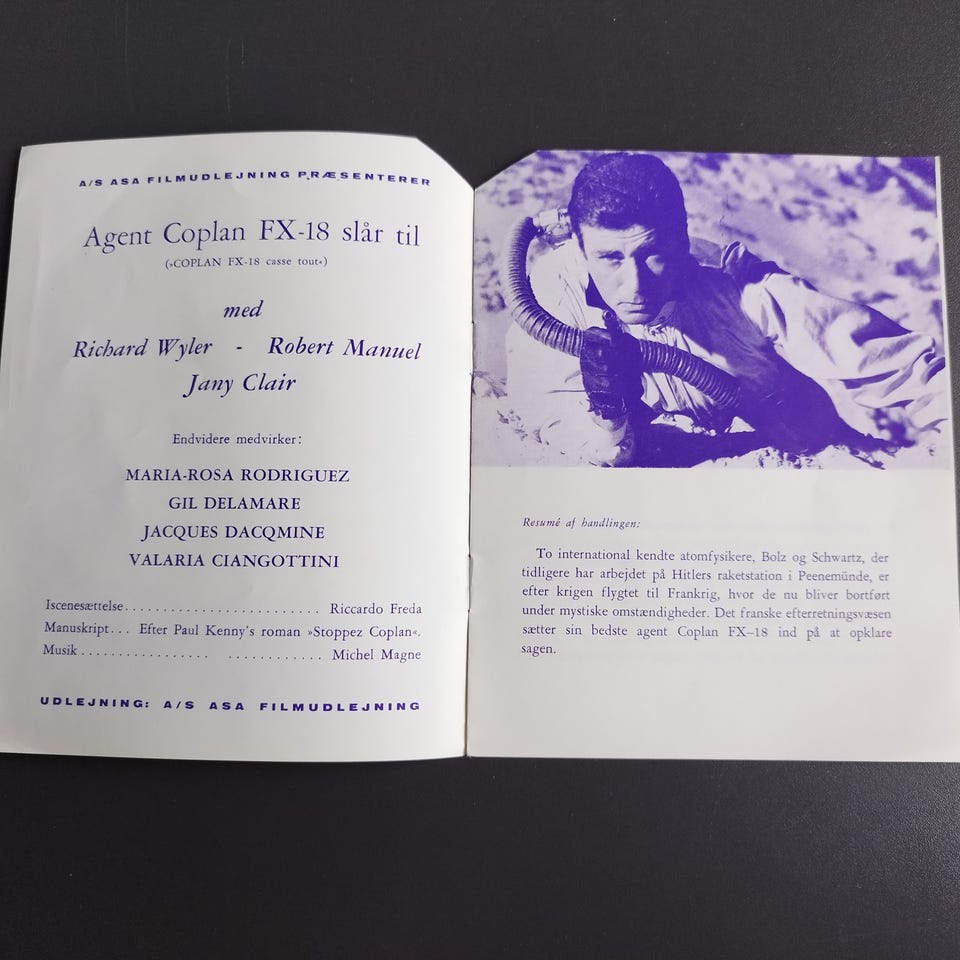 A/S ASA FILMUDLEJNING PRÆSENTERER
Agent Coplan FX-18 slår til
(»COPLAN FX-18 casse tout«)
med
Richard Wyler - Robert Manuel
Jany Clair
Endvidere medvirker:
MARIA-ROSA RODRIGUEZ
GIL DELAMARE
JACQUES DACQMINE
VALARIA CIANGOTTINI
Iscenesættelse............................ Riccardo Freda
Manuskript... Efter Paul Kenny's roman »Stoppez Coplan«.
Musik................. ............ Michel Magne
UDLEJNING: A/S ASA FILMUDLEJNING
Resumé af handlingen:
To international kendte atomfysikere, Bolz og Schwartz, der
tidligere har arbejdet på Hitlers raketstation i Peenemünde, er
efter krigen flygtet til Frankrig, hvor de nu bliver bortført
under mystiske omstændigheder. Det franske efterretningsvæsen
sætter sin bedste agent Coplan FX–18 ind på at opklare
sagen.